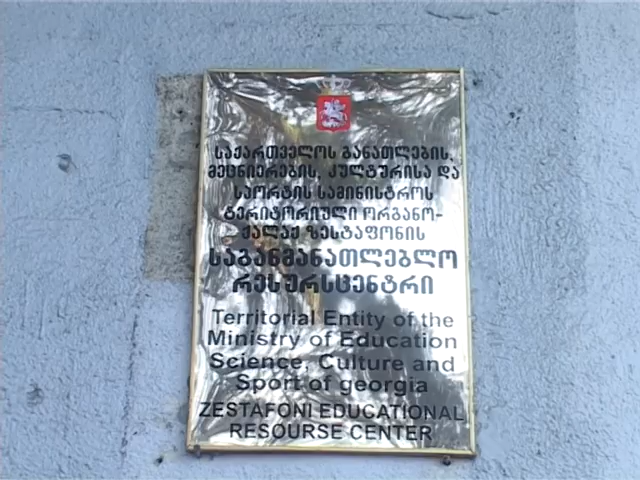 საქართველოს განათლების,
მეცნიერების, კულტურისა და
სპორტის სამინისტროს
ტერიტორიული ორგანო-
ქალაქ ზესტაფონის
საგანმანათლებლო
რესურსცენტრი
Territorial Entity of the
Ministry of Education
Science, Culture and
Sport of georgia
ZESTAFONI EDUCATIONAL
RESOURSE CENTER